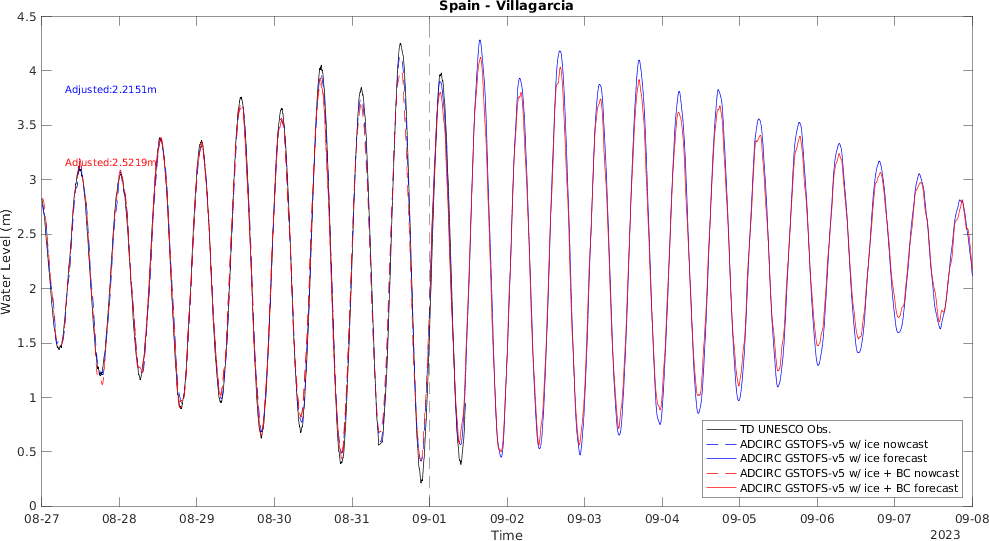 Spain - Villagarcia
4.5
4
3.5
3
2.5
2
1.5
1
0.5
0
Water Level (m)
Adjusted:2.2151m
Adjusted:2.5219m
TD UNESCO Obs.
ADCIRC GSTOFS-v5 w/ ice nowcast
ADCIRC GSTOFS-v5 w/ ice forecast
ADCIRC GSTOFS-v5 w/ ice + BC nowcast
ADCIRC GSTOFS-v5 w/ ice + BC forecast
08-27 08-28 08-29 08-30 08-31 09-01 09-02 09-03 09-04 09-05 09-06 09-07 09-08
Time
2023